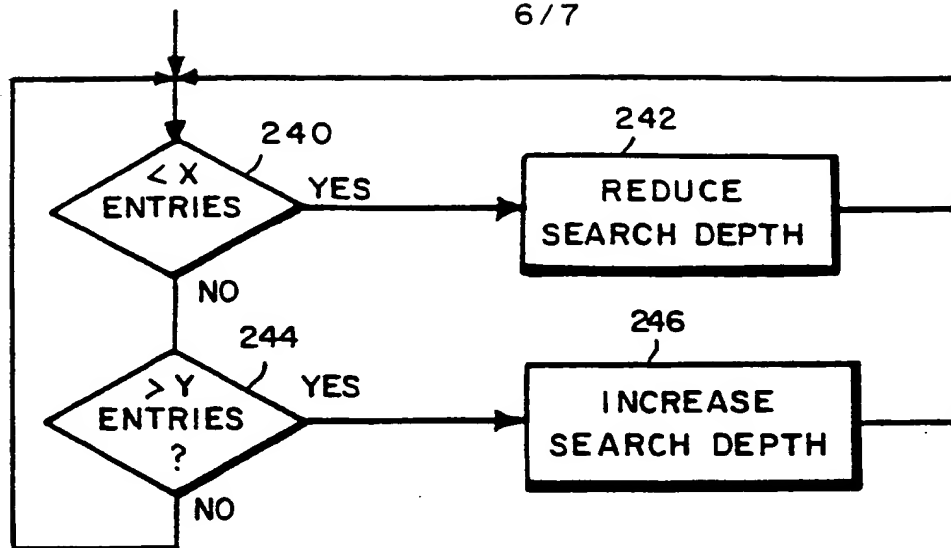 6/7
240
< X
ENTRIES
YES
242
REDUCE
SEARCH DEPTH
NO
244
> Y
ENTRIES
?
YES
246
INCREASE
SEARCH DEPTH
NO